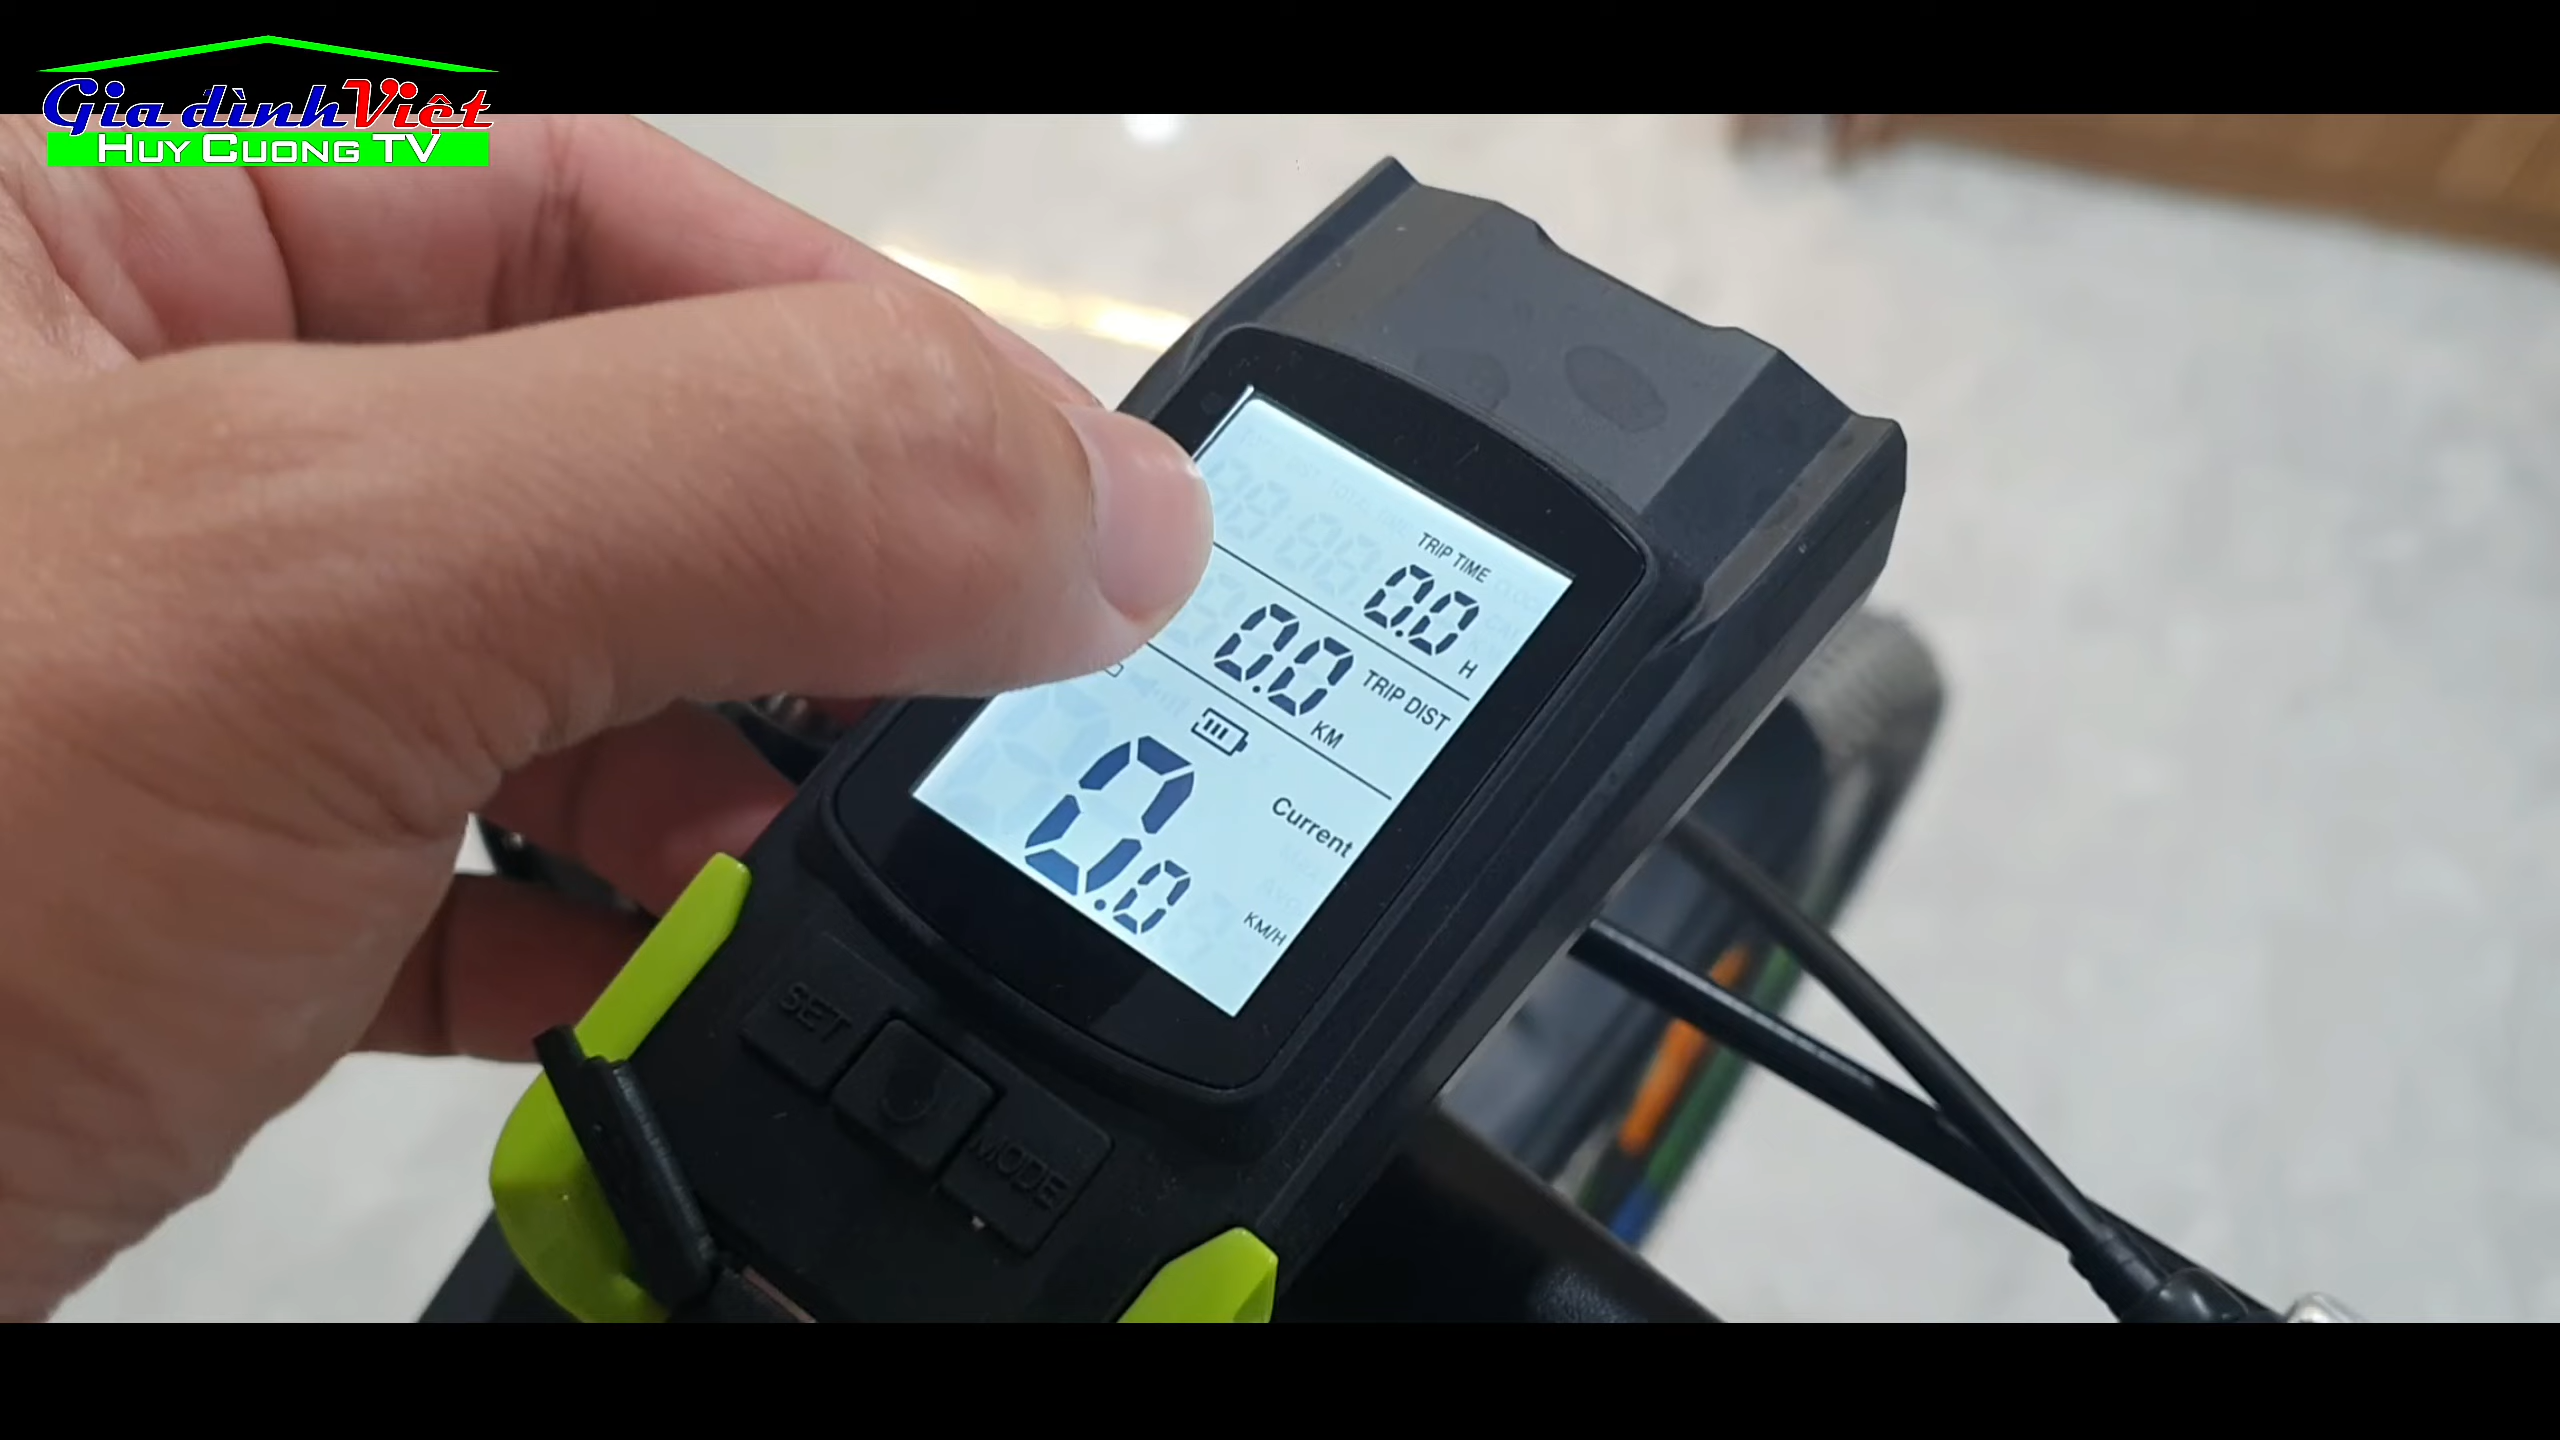 Gia đình Việt
HUY CUONG TV
TRIP TIME
0.0 H
TRIP DIST
0.0 KM
Current
0.0 KM/H
SET
MODE